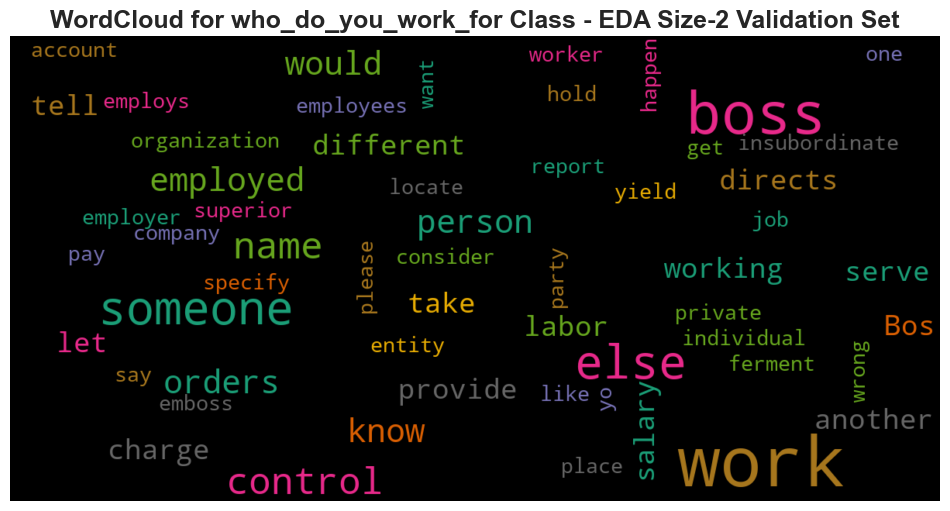 WordCloud for who_do_you_work_for Class - EDA Size-2 Validation Set
account
would
want
worker
happen
one
tell
employs
employees
hold
boss
organization
different
get
insubordinate
report
employed
locate
yield
directs
employer
superior
person
job
company
name
pay
please
consider
party
working
serve
specify
someone
take
private
labor
Bos
let
entity
individual
else
ferment
wrong
say
orders
provide
like
yo
salary
emboss
another
know
charge
work
place
control